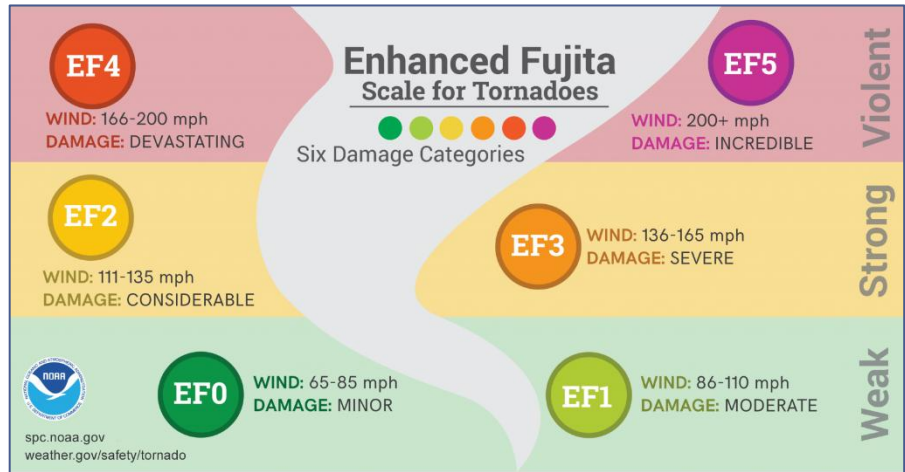 Enhanced Fujita
Scale for Tornadoes
Six Damage Categories
EF4
WIND: 166-200 mph
DAMAGE: DEVASTATING
EF5
WIND: 200+ mph
DAMAGE: INCREDIBLE
Violent
EF2
WIND: 111-135 mph
DAMAGE: CONSIDERABLE
EF3
WIND: 136-165 mph
DAMAGE: SEVERE
Strong
EF0
WIND: 65-85 mph
DAMAGE: MINOR
EF1
WIND: 86-110 mph
DAMAGE: MODERATE
Weak
NOAA
spc.noaa.gov
weather.gov/safety/tornado